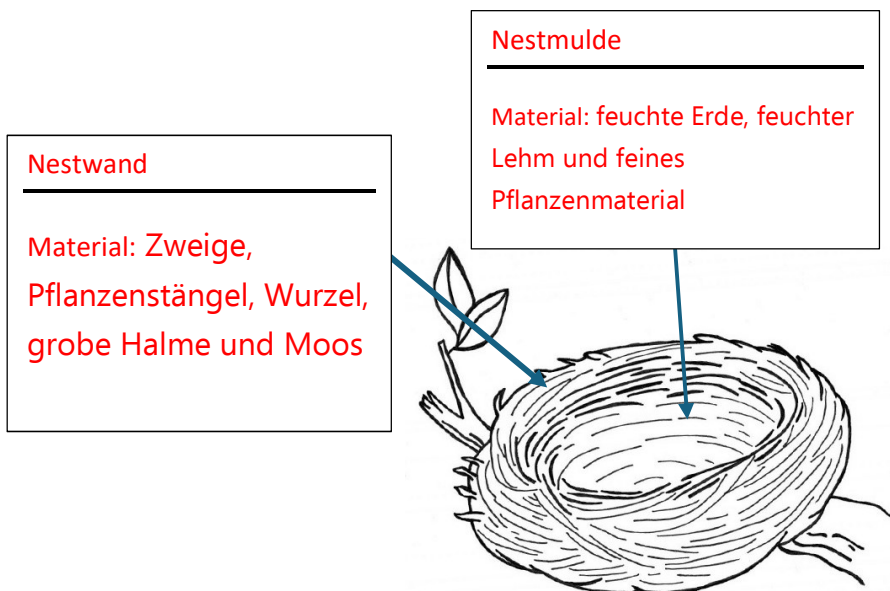 Nestmulde
Material: feuchte Erde, feuchter
Lehm und feines
Pflanzenmaterial
Nestwand
Material: Zweige,
Pflanzenstängel, Wurzel,
grobe Halme und Moos